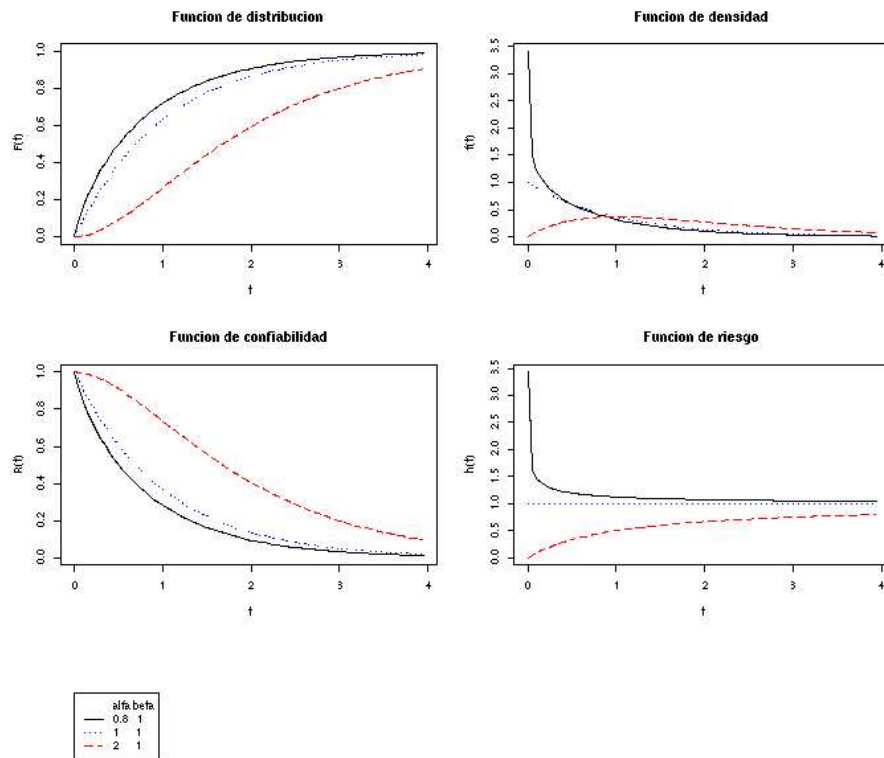 Funcion de distribucion
F(t)
0.0 0.2 0.4 0.6 0.8 1.0
0 1 2 3 4
t
Funcion de densidad
f(t)
0.0 0.5 1.0 1.5 2.0 2.5 3.0 3.5
0 1 2 3 4
t
Funcion de confiabilidad
R(t)
0.0 0.2 0.4 0.6 0.8 1.0
0 1 2 3 4
t
Funcion de riesgo
h(t)
0.0 0.5 1.0 1.5 2.0 2.5 3.0 3.5
0 1 2 3 4
t
alfa beta
0.8 1
1 1
2 1